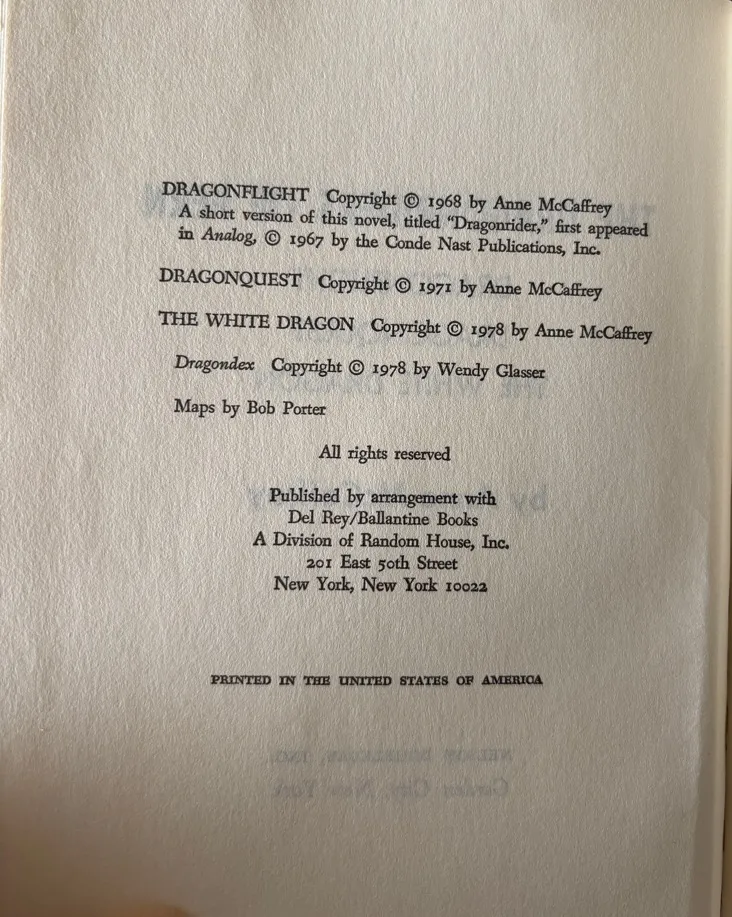 DRAGONFLIGHT Copyright © 1968 by Anne McCaffrey
A short version of this novel, titled “Dragonrider,” first appeared
in Analog, © 1967 by the Conde Nast Publications, Inc.
DRAGONQUEST Copyright © 1971 by Anne McCaffrey
THE WHITE DRAGON Copyright © 1978 by Anne McCaffrey
Dragondex Copyright © 1978 by Wendy Glasser
Maps by Bob Porter
All rights reserved
Published by arrangement with
Del Rey/Ballantine Books
A Division of Random House, Inc.
201 East 50th Street
New York, New York 10022
PRINTED IN THE UNITED STATES OF AMERICA